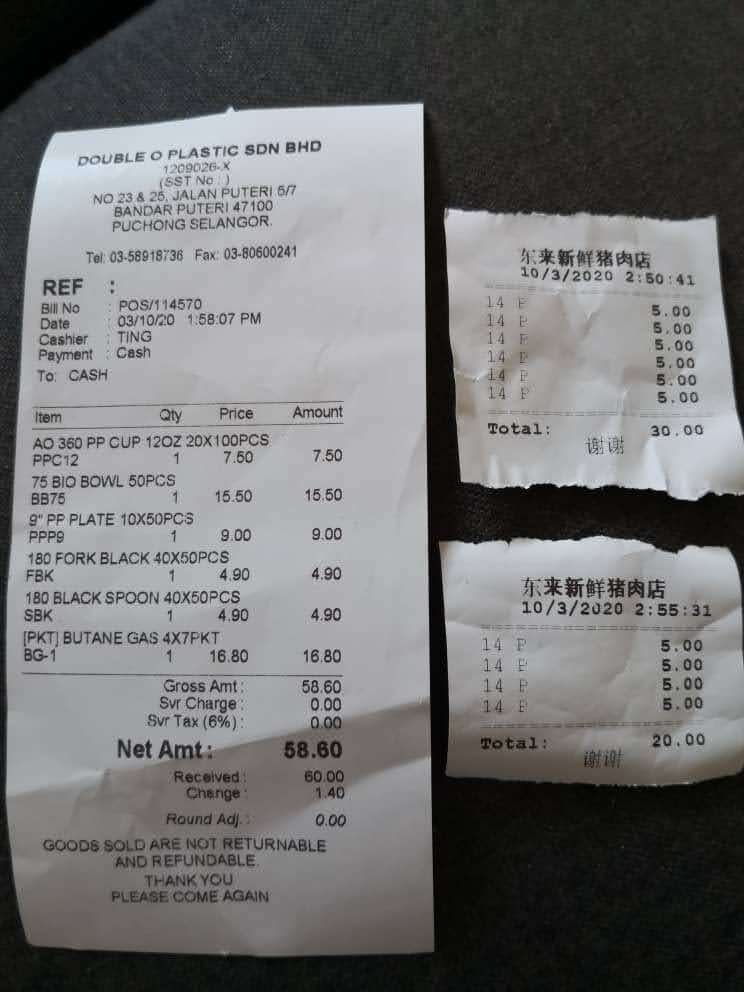 DOUBLE O PLASTIC SDN BHD
1209026-X
(SST No : )
NO 23 & 25, JALAN PUTERI 5/7
BANDAR PUTERI 47100
PUCHONG SELANGOR.
Tel: 03-58918736 Fax: 03-80600241
REF :
Bill No : POS/114570
Date : 03/10/20 1:58:07 PM
Cashier : TING
Payment : Cash
To: CASH
Item Qty Price Amount
AO 360 PP CUP 12OZ 20X100PCS
PPC12 1 7.50 7.50
75 BIO BOWL 50PCS
BB75 1 15.50 15.50
9" PP PLATE 10X50PCS
PPP9 1 9.00 9.00
180 FORK BLACK 40X50PCS
FBK 1 4.90 4.90
180 BLACK SPOON 40X50PCS
SBK 1 4.90 4.90
[PKT] BUTANE GAS 4X7PKT
BG-1 1 16.80 16.80
Gross Amt : 58.60
Svr Charge : 0.00
Svr Tax (6%) : 0.00
Net Amt : 58.60
Received : 60.00
Change : 1.40
Round Adj. : 0.00
GOODS SOLD ARE NOT RETURNABLE
AND REFUNDABLE.
THANK YOU
PLEASE COME AGAIN
东来新鲜猪肉店
10/3/2020 2:50:41
14 P 5.00
14 P 5.00
14 P 5.00
14 P 5.00
14 P 5.00
14 P 5.00
Total: 30.00
谢谢
东来新鲜猪肉店
10/3/2020 2:55:31
14 P 5.00
14 P 5.00
14 P 5.00
14 P 5.00
Total: 20.00
谢谢